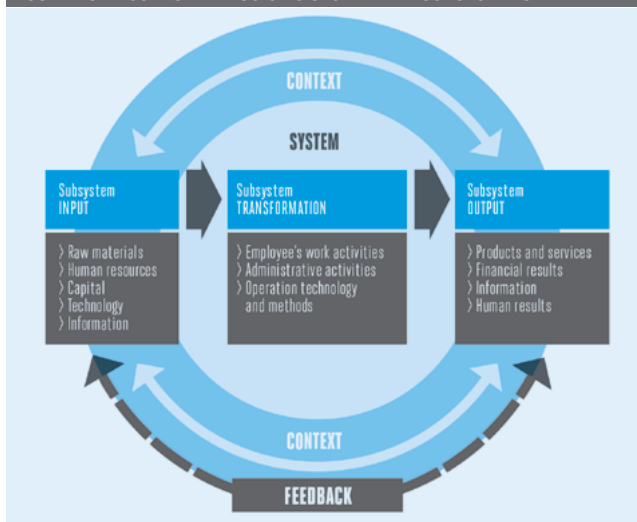 CONTEXT
SYSTEM
Subsystem
INPUT
> Raw materials
> Human resources
> Capital
> Technology
> Information
Subsystem
TRANSFORMATION
> Employee's work activities
> Administrative activities
> Operation technology
and methods
Subsystem
OUTPUT
> Products and services
> Financial results
> Information
> Human results
CONTEXT
FEEDBACK